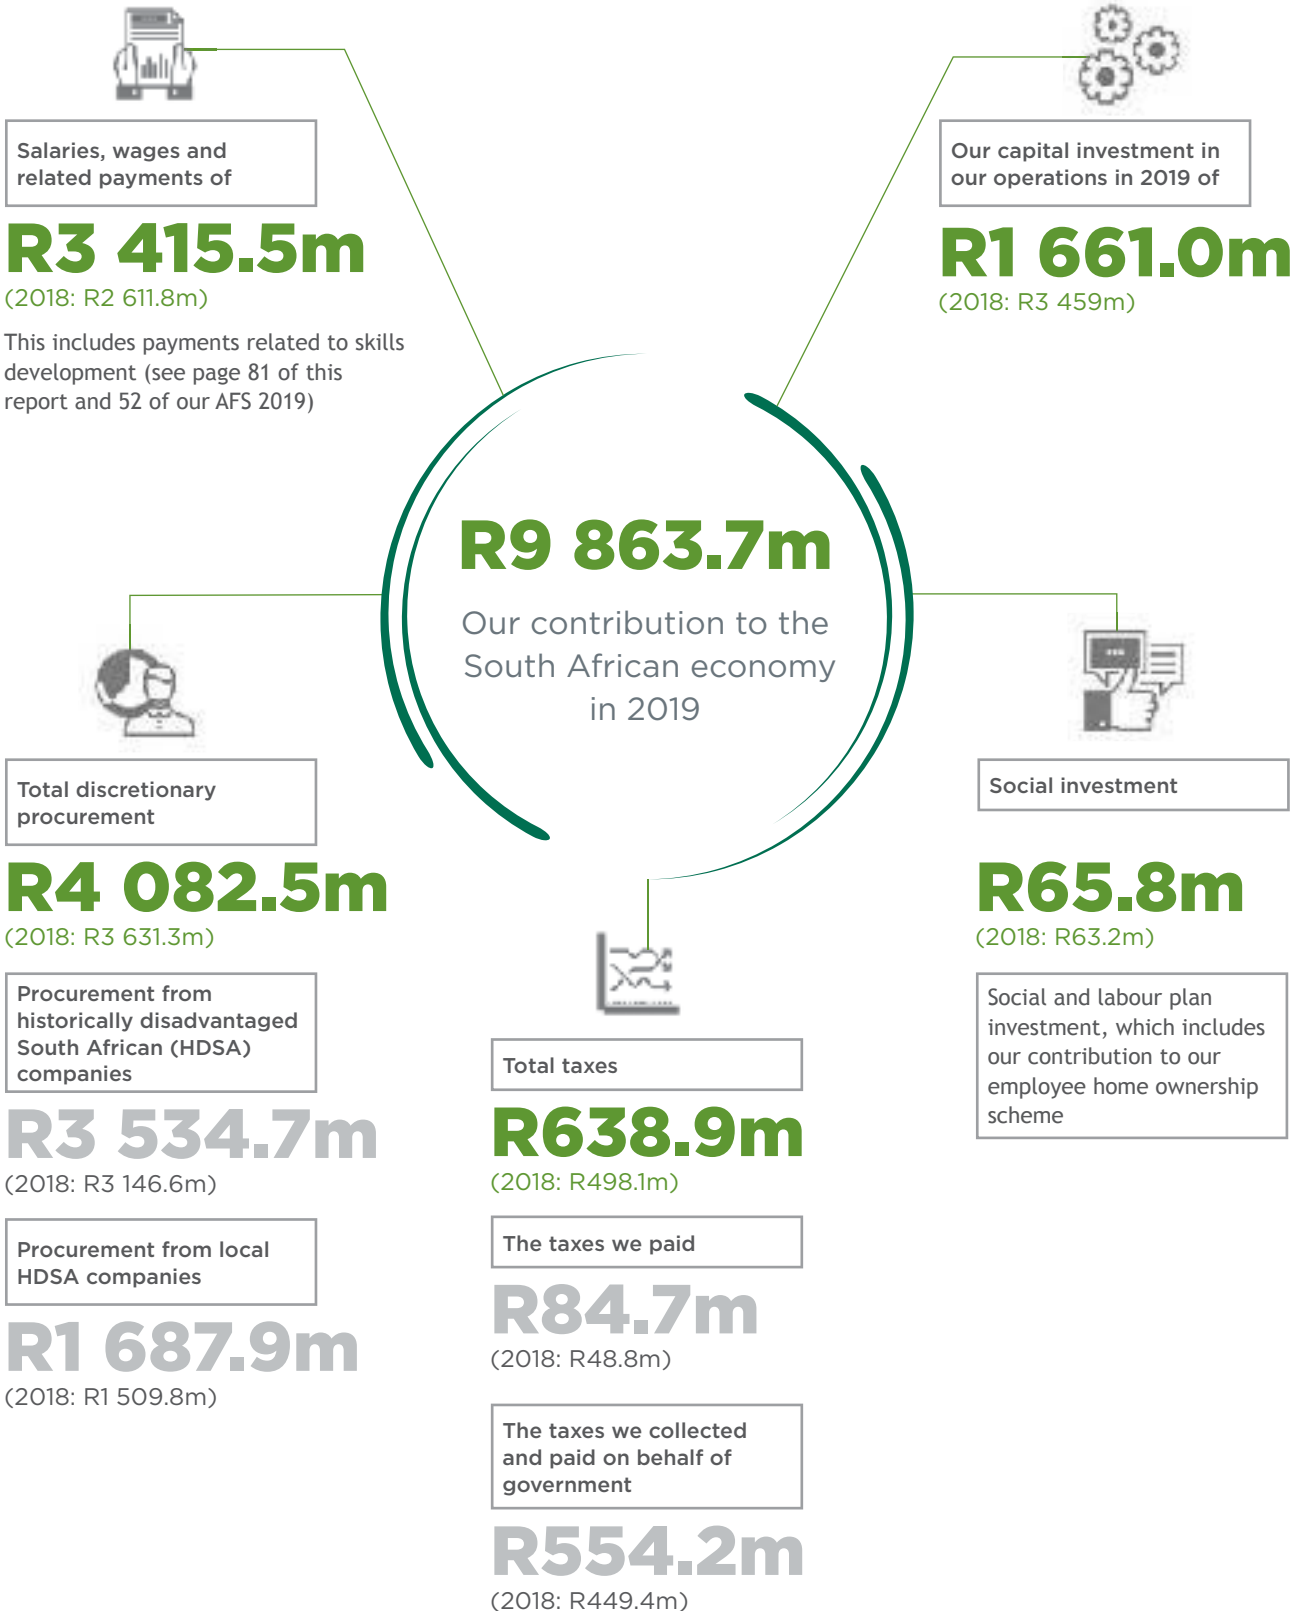 Salaries, wages and
related payments of
R3 415.5m
(2018: R2 611.8m)
This includes payments related to skills
development (see page 81 of this
report and 52 of our AFS 2019)
Our capital investment in
our operations in 2019 of
R1 661.0m
(2018: R3 459m)
R9 863.7m
Our contribution to the
South African economy
in 2019
Total discretionary
procurement
R4 082.5m
(2018: R3 631.3m)
Procurement from
historically disadvantaged
South African (HDSA)
companies
R3 534.7m
(2018: R3 146.6m)
Procurement from local
HDSA companies
R1 687.9m
(2018: R1 509.8m)
Total taxes
R638.9m
(2018: R498.1m)
The taxes we paid
R84.7m
(2018: R48.8m)
The taxes we collected
and paid on behalf of
government
R554.2m
(2018: R449.4m)
Social investment
R65.8m
(2018: R63.2m)
Social and labour plan
investment, which includes
our contribution to our
employee home ownership
scheme